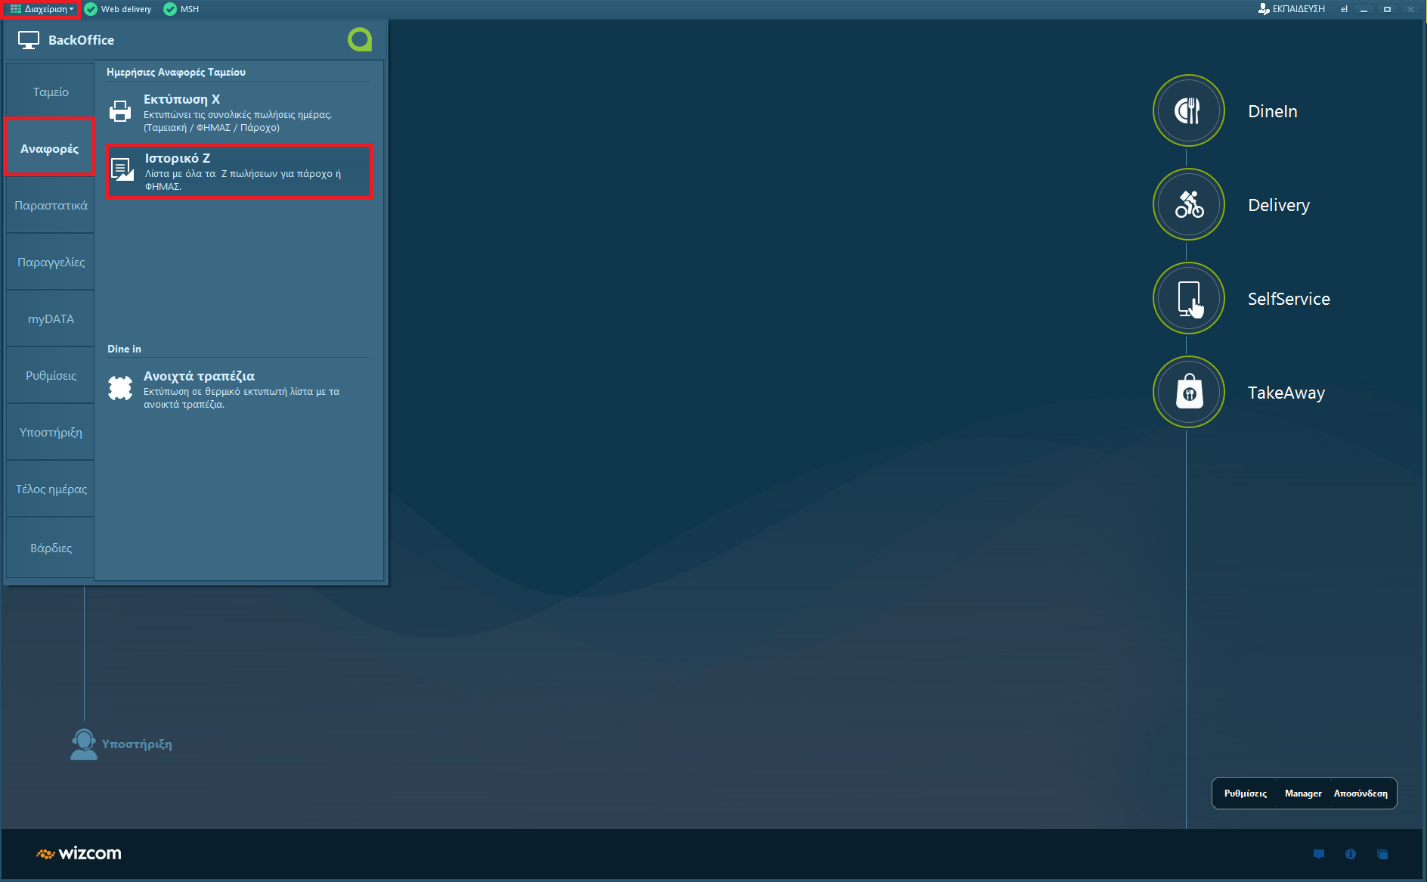 Διαχείριση
Web delivery
MSH
ΕΚΠΑΙΔΕΥΣΗ
el
BackOffice
Ταμείο
Αναφορές
Παραστατικά
Παραγγελίες
myDATA
Ρυθμίσεις
Υποστήριξη
Τέλος ημέρας
Βάρδιες
Ημερήσιες Αναφορές Ταμείου
Εκτύπωση Χ
Εκτυπώνει τις συνολικές πωλήσεις ημέρας.
(Ταμειακή / ΦΗΜΑΣ / Πάροχο)
Ιστορικό Ζ
Λίστα με όλα τα Ζ πωλήσεων για πάροχο ή
ΦΗΜΑΣ.
Dine in
Ανοιχτά τραπέζια
Εκτύπωση σε θερμικό εκτυπωτή λίστα με τα
ανοικτά τραπέζια.
DineIn
Delivery
SelfService
TakeAway
Υποστήριξη
Ρυθμίσεις
Manager
Αποσύνδεση
wizcom